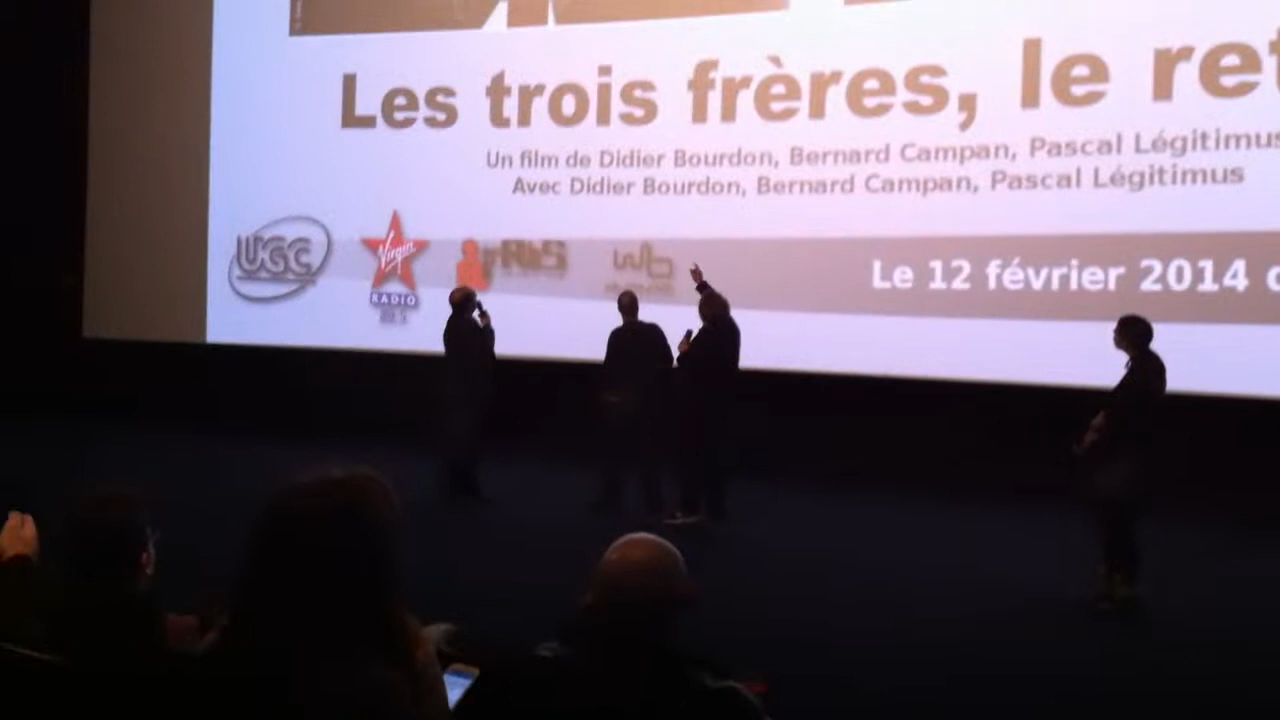 Les trois frères, le ret
Un film de Didier Bourdon, Bernard Campan, Pascal Légitimus
Avec Didier Bourdon, Bernard Campan, Pascal Légitimus
UGC
Virgin
RADIO
Le 12 février 2014 d